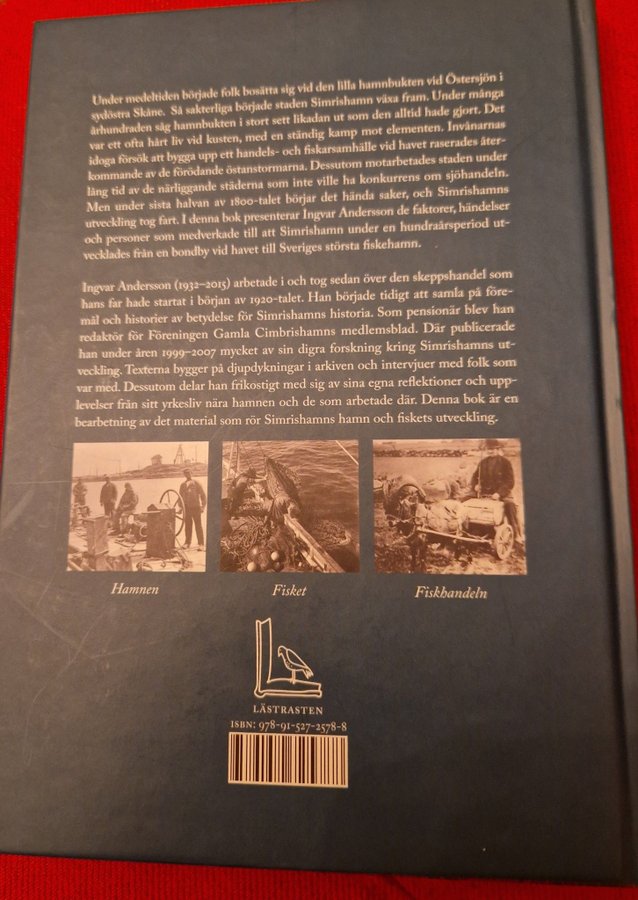 Under medeltiden började folk bosätta sig vid den lilla hamnbukten vid Östersjön i
sydöstra Skåne. Så sakterliga började staden Simrishamn växa fram. Under många
århundraden såg hamnbukten i stort sett likadan ut som den alltid hade gjort. Det
var ett ofta hårt liv vid kusten, med en ständig kamp mot elementen. Invånarnas
idoga försök att bygga upp ett handels- och fiskarsamhälle vid havet raserades åter-
kommande av de förödande östanstormarna. Dessutom motarbetades staden under
lång tid av de närliggande städerna som inte ville ha konkurrens om sjöhandeln.
Men under sista halvan av 1800-talet börjar det hända saker, och Simrishamns
utveckling tog fart. I denna bok presenterar Ingvar Andersson de faktorer, händelser
och personer som medverkade till att Simrishamn under en hundraårsperiod ut-
vecklades från en bondby vid havet till Sveriges största fiskehamn.
Ingvar Andersson (1932–2015) arbetade i och tog sedan över den skeppshandel som
hans far hade startat i början av 1920-talet. Han började tidigt att samla på före-
mål och historier av betydelse för Simrishamns historia. Som pensionär blev han
redaktör för Föreningen Gamla Cimbrishamns medlemsblad. Där publicerade
han under åren 1999–2007 mycket av sin digra forskning kring Simrishamns ut-
veckling. Texterna bygger på djupdykningar i arkiven och intervjuer med folk som
var med. Dessutom delar han frikostigt med sig av sina egna reflektioner och upp-
levelser från sitt yrkesliv nära hamnen och de som arbetade där. Denna bok är en
bearbetning av det material som rör Simrishamns hamn och fiskets utveckling.
Hamnen
Fisket
Fiskhandeln
LÄSTRASTEN
ISBN: 978-91-527-2578-8